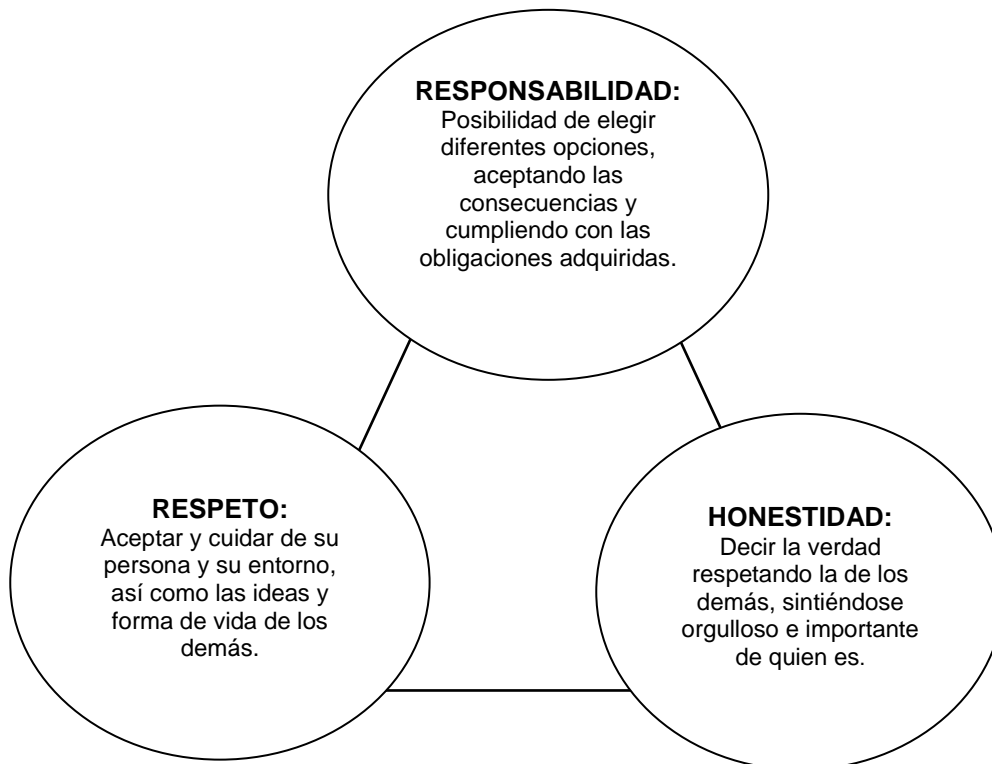 RESPONSABILIDAD:
Posibilidad de elegir
diferentes opciones,
aceptando las
consecuencias y
cumpliendo con las
obligaciones adquiridas.
RESPETO:
Aceptar y cuidar de su
persona y su entorno,
así como las ideas y
forma de vida de los
demás.
HONESTIDAD:
Decir la verdad
respetando la de los
demás, sintiéndose
orgulloso e importante
de quien es.